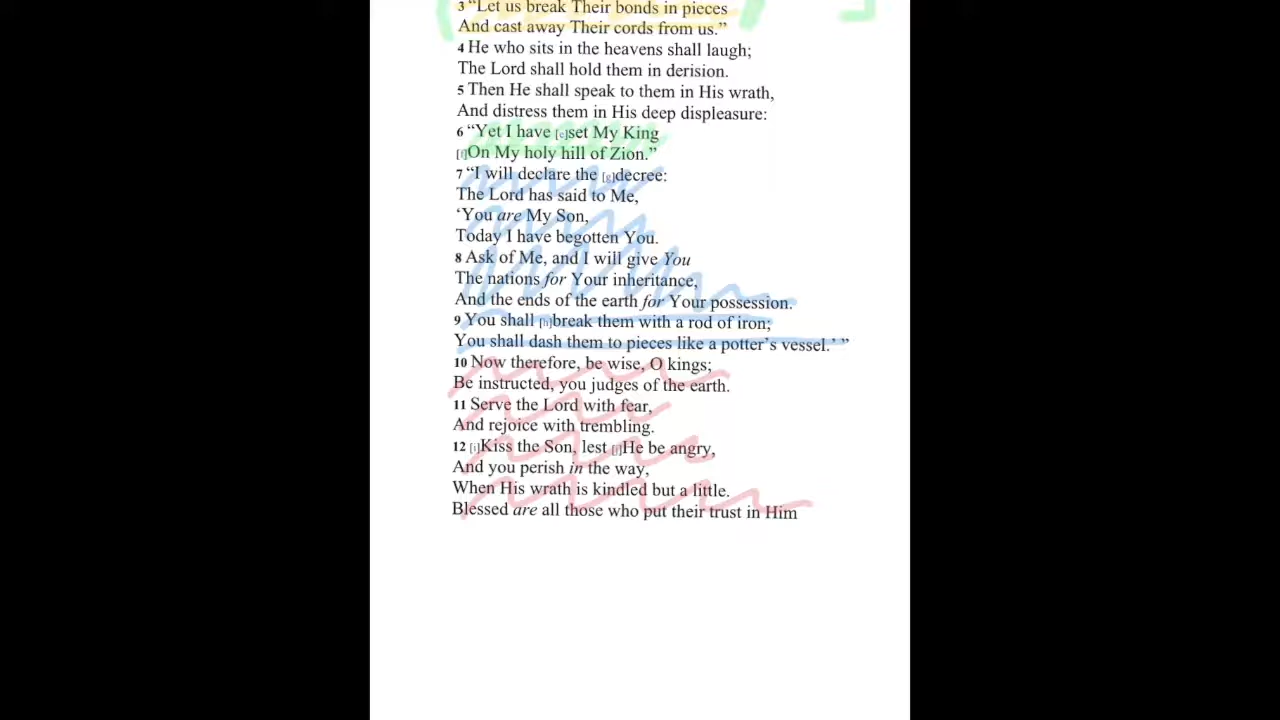 3 “Let us break Their bonds in pieces
And cast away Their cords from us.”
4 He who sits in the heavens shall laugh;
The Lord shall hold them in derision.
5 Then He shall speak to them in His wrath,
And distress them in His deep displeasure:
6 “Yet I have [e]set My King
[f]On My holy hill of Zion.”
7 “I will declare the [g]decree:
The Lord has said to Me,
‘You are My Son,
Today I have begotten You.
8 Ask of Me, and I will give You
The nations for Your inheritance,
And the ends of the earth for Your possession.
9 You shall [h]break them with a rod of iron;
You shall dash them to pieces like a potter’s vessel.’ ”
10 Now therefore, be wise, O kings;
Be instructed, you judges of the earth.
11 Serve the Lord with fear,
And rejoice with trembling.
12 [i]Kiss the Son, lest [j]He be angry,
And you perish in the way,
When His wrath is kindled but a little.
Blessed are all those who put their trust in Him